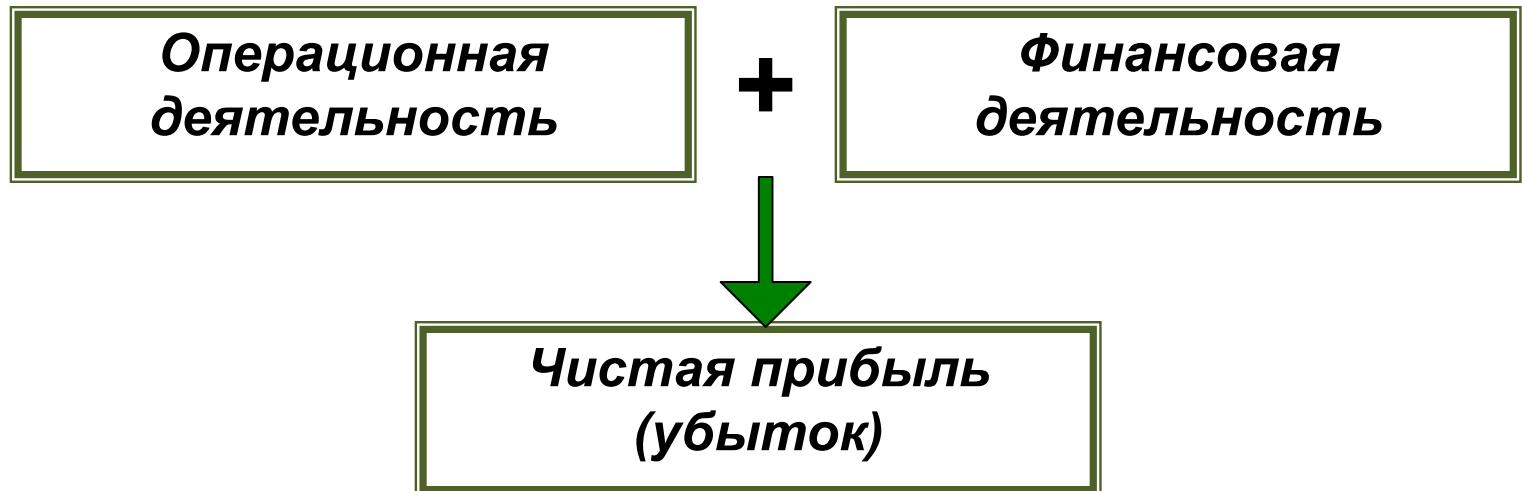 Операционная
деятельность
+
Финансовая
деятельность
Чистая прибыль
(убыток)